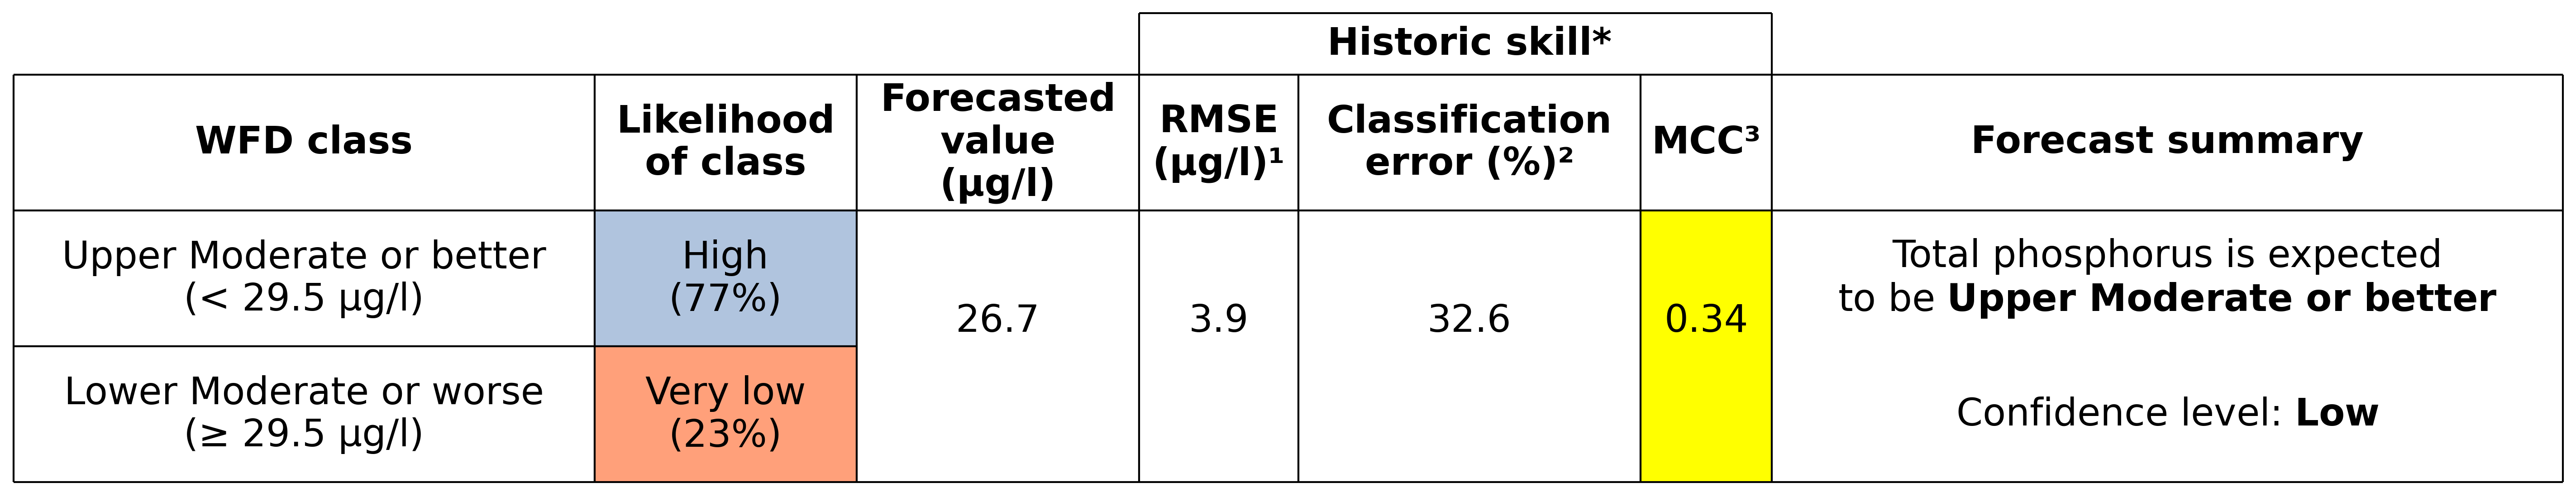 Historic skill*
WFD class
Likelihood
of class
Forecasted
value
(µg/l)
RMSE
(µg/l)¹
Classification
error (%)²
MCC³
Forecast summary
Upper Moderate or better
(< 29.5 µg/l)
High
(77%)
26.7
3.9
32.6
0.34
Total phosphorus is expected
to be Upper Moderate or better
Confidence level: Low
Lower Moderate or worse
(≥ 29.5 µg/l)
Very low
(23%)